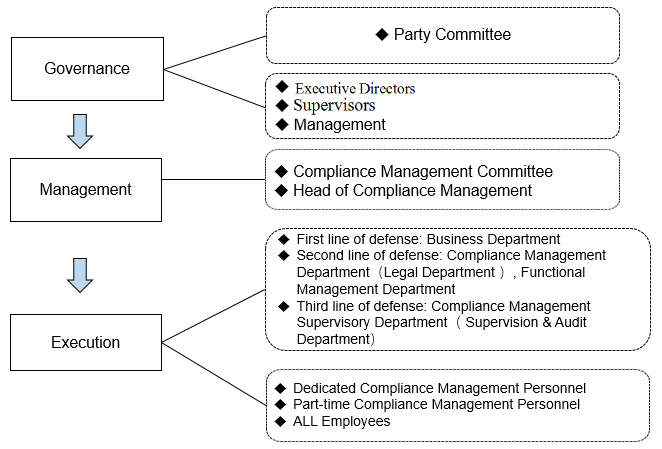 Governance
◆ Party Committee
◆ Executive Directors
◆ Supervisors
◆ Management
Management
◆ Compliance Management Committee
◆ Head of Compliance Management
Execution
◆ First line of defense: Business Department
◆ Second line of defense: Compliance Management
Department（Legal Department ）, Functional
Management Department
◆ Third line of defense: Compliance Management
Supervisory Department（ Supervision & Audit
Department）
◆ Dedicated Compliance Management Personnel
◆ Part-time Compliance Management Personnel
◆ ALL Employees